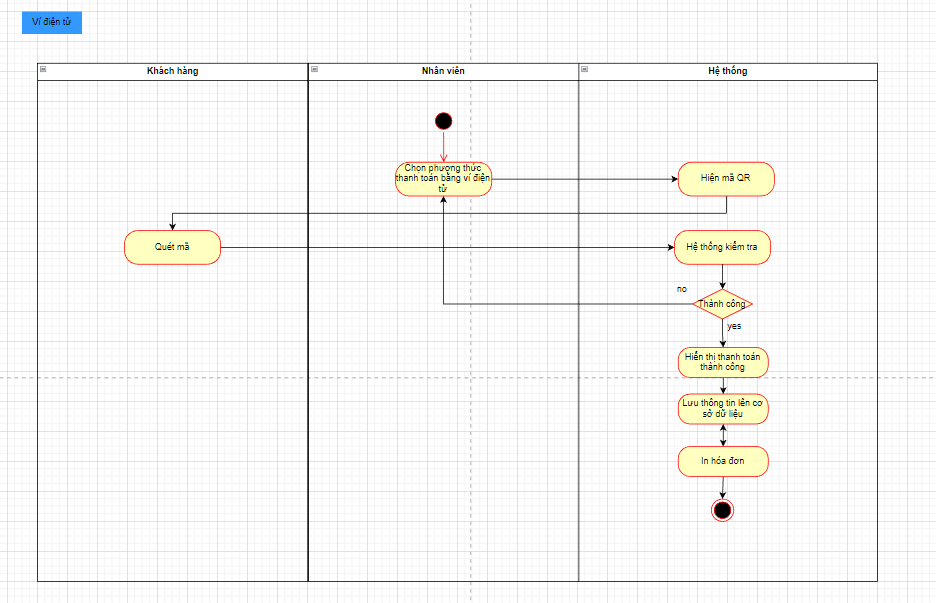 Ví điện tử
Khách hàng
Nhân viên
Hệ thống
Chọn phượng thức
thanh toán bằng ví điện
tử
Hiện mã QR
Quét mã
Hệ thống kiểm tra
no
Thành công
yes
Hiển thị thanh toán
thành công
Lưu thông tin lên cơ
sở dữ liệu
In hóa đơn